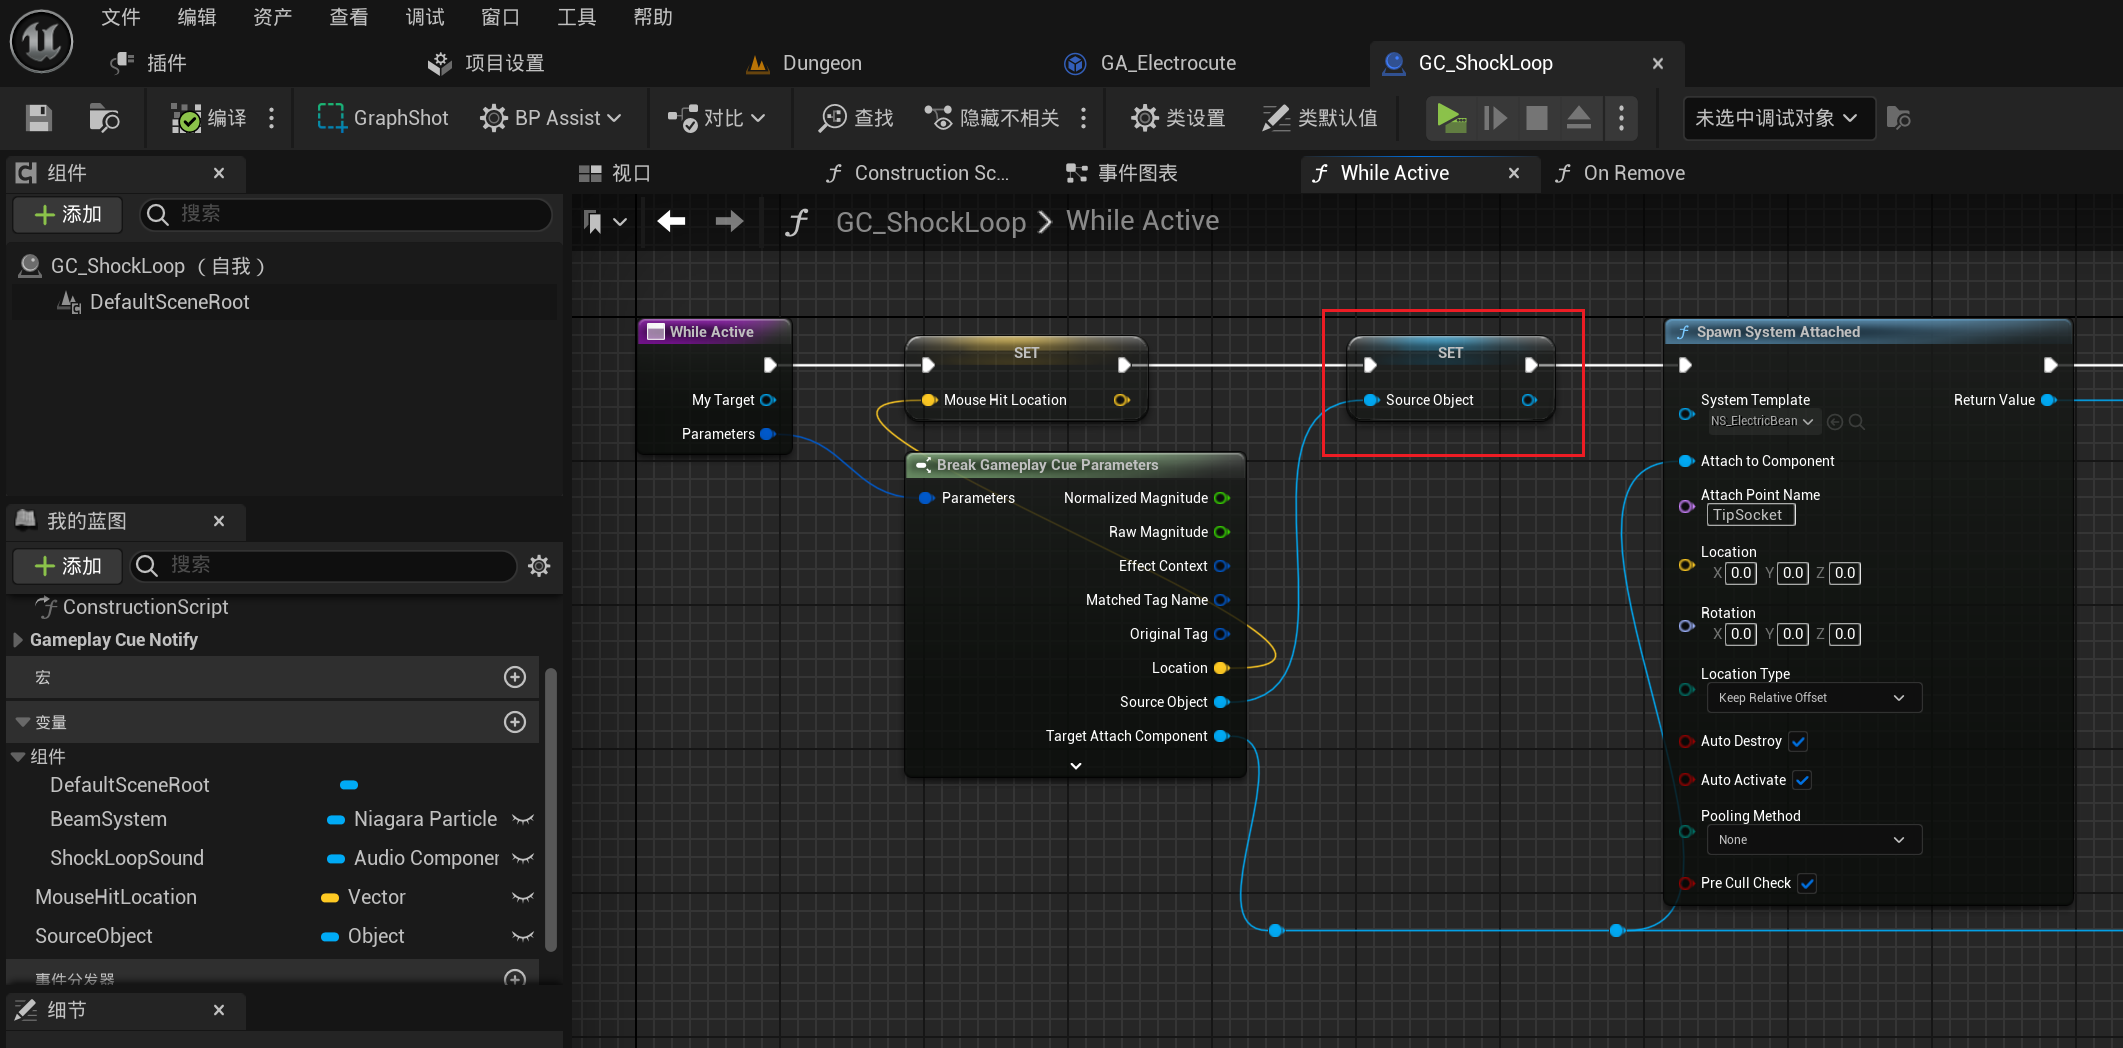 文件 编辑 资产 查看 调试 窗口 工具 帮助
插件 项目设置 Dungeon GA_Electrocute GC_ShockLoop
编译 GraphShot BP Assist 对比 查找 隐藏不相关 类设置 类默认值 未选中调试对象
组件 视口 Construction Sc... 事件图表 While Active On Remove
添加 搜索
GC_ShockLoop While Active
GC_ShockLoop （自我）
DefaultSceneRoot
我的蓝图
添加 搜索
ConstructionScript
Gameplay Cue Notify
宏
变量
组件
DefaultSceneRoot
BeamSystem Niagara Particle
ShockLoopSound Audio Componer
MouseHitLocation Vector
SourceObject Object
事件分发器
细节
While Active
My Target
Parameters
SET
Mouse Hit Location
Break Gameplay Cue Parameters
Parameters Normalized Magnitude
Raw Magnitude
Effect Context
Matched Tag Name
Original Tag
Location
Source Object
Target Attach Component
SET
Source Object
Spawn System Attached
System Template Return Value
NS_ElectricBean
Attach to Component
Attach Point Name
TipSocket
Location
X 0.0 Y 0.0 Z 0.0
Rotation
X 0.0 Y 0.0 Z 0.0
Location Type
Keep Relative Offset
Auto Destroy
Auto Activate
Pooling Method
None
Pre Cull Check